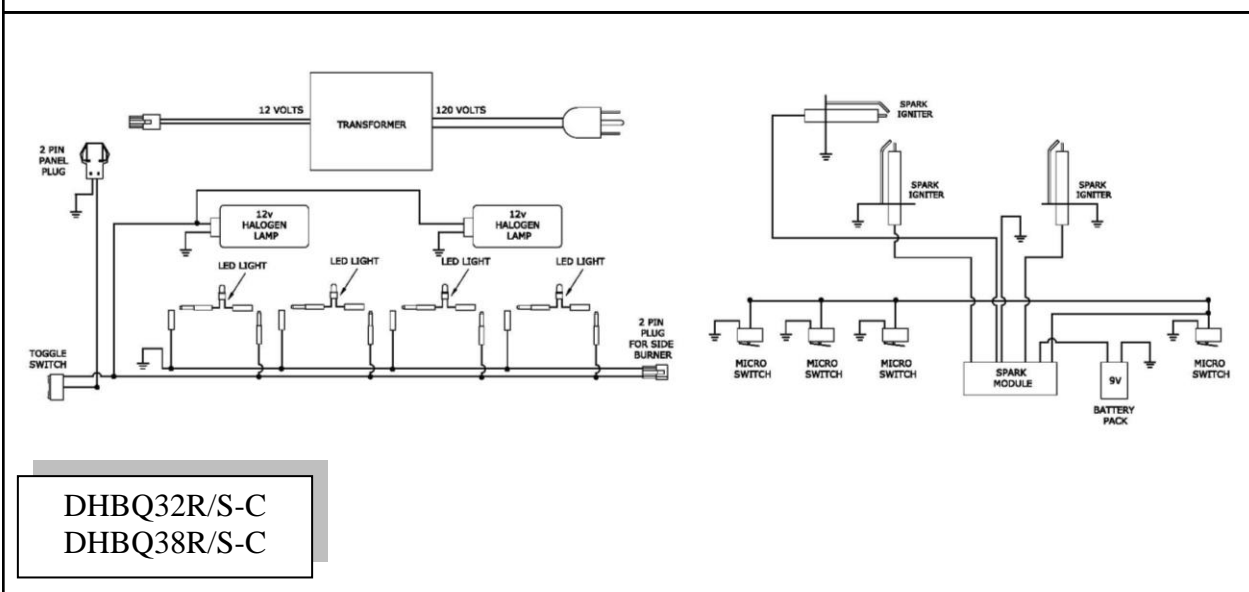 12 VOLTS
TRANSFORMER
120 VOLTS
2 PIN
PANEL
PLUG
12v
HALOGEN
LAMP
12v
HALOGEN
LAMP
LED LIGHT
LED LIGHT
LED LIGHT
LED LIGHT
2 PIN
PLUG
FOR SIDE
BURNER
TOGGLE
SWITCH
SPARK
IGNITER
SPARK
IGNITER
SPARK
IGNITER
MICRO
SWITCH
MICRO
SWITCH
MICRO
SWITCH
SPARK
MODULE
9V
BATTERY
PACK
MICRO
SWITCH
DHBQ32R/S-C
DHBQ38R/S-C